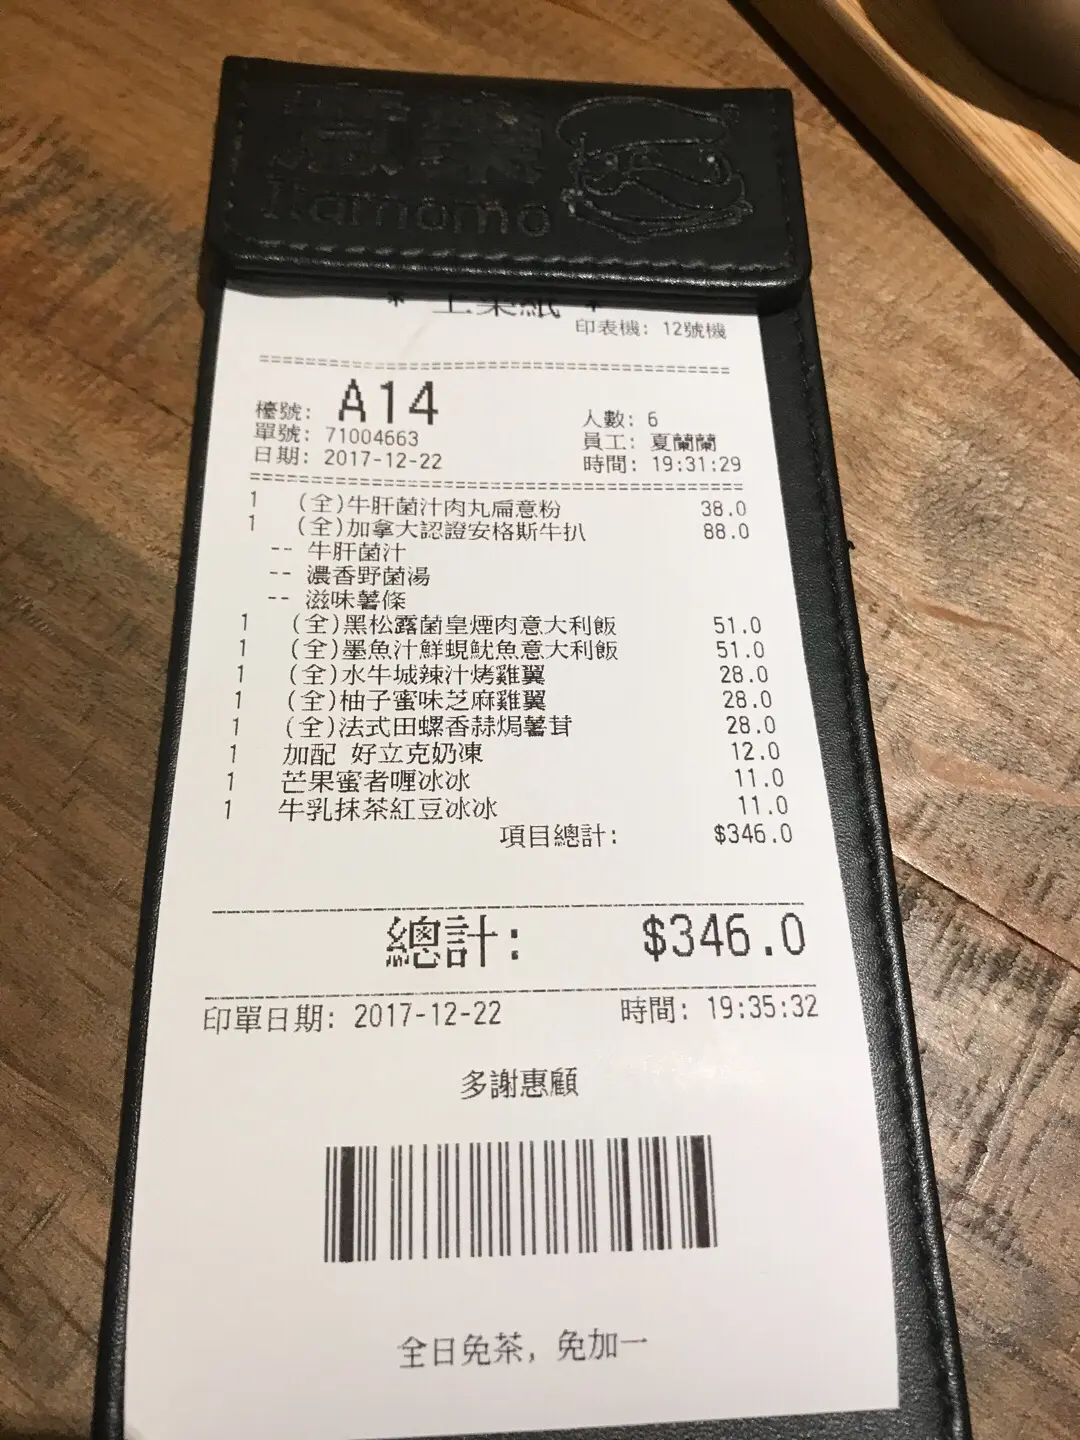 意樂
Itamomo
* 上菜紙 *
印表機: 12號機
檯號: A14 人數: 6
單號: 71004663 員工: 夏蘭蘭
日期: 2017-12-22 時間: 19:31:29
1 (全)牛肝菌汁肉丸扁意粉 38.0
1 (全)加拿大認證安格斯牛扒 88.0
-- 牛肝菌汁
-- 濃香野菌湯
-- 滋味薯條
1 (全)黑松露菌皇煙肉意大利飯 51.0
1 (全)墨魚汁鮮蜆魷魚意大利飯 51.0
1 (全)水牛城辣汁烤雞翼 28.0
1 (全)柚子蜜味芝麻雞翼 28.0
1 (全)法式田螺香赫焗薯茸 28.0
1 加配 好立克奶凍 12.0
1 芒果蜜者喱冰冰 11.0
1 牛乳抹茶紅豆冰冰 11.0
項目總計: $346.0
總計: $346.0
印單日期: 2017-12-22 時間: 19:35:32
多謝惠顧
全日免茶, 免加一